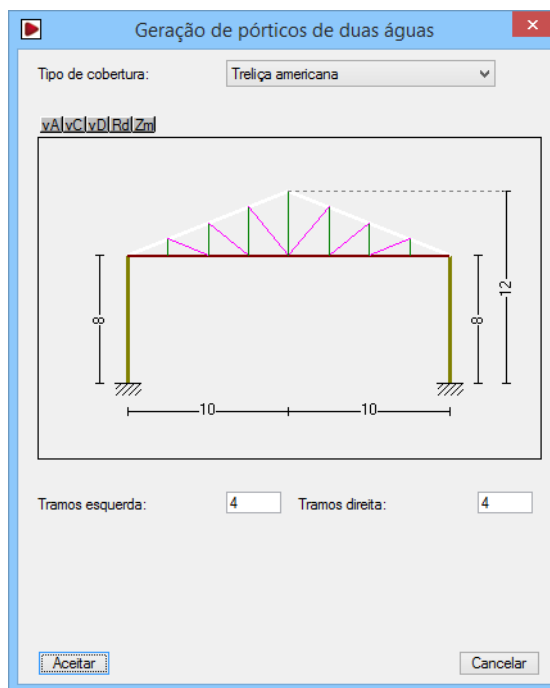 Geração de pórticos de duas águas
Tipo de cobertura: Treliça americana
vA vC vD Rd Zm
8 8 12
10 10
Tramos esquerda: 4 Tramos direita: 4
Aceitar Cancelar